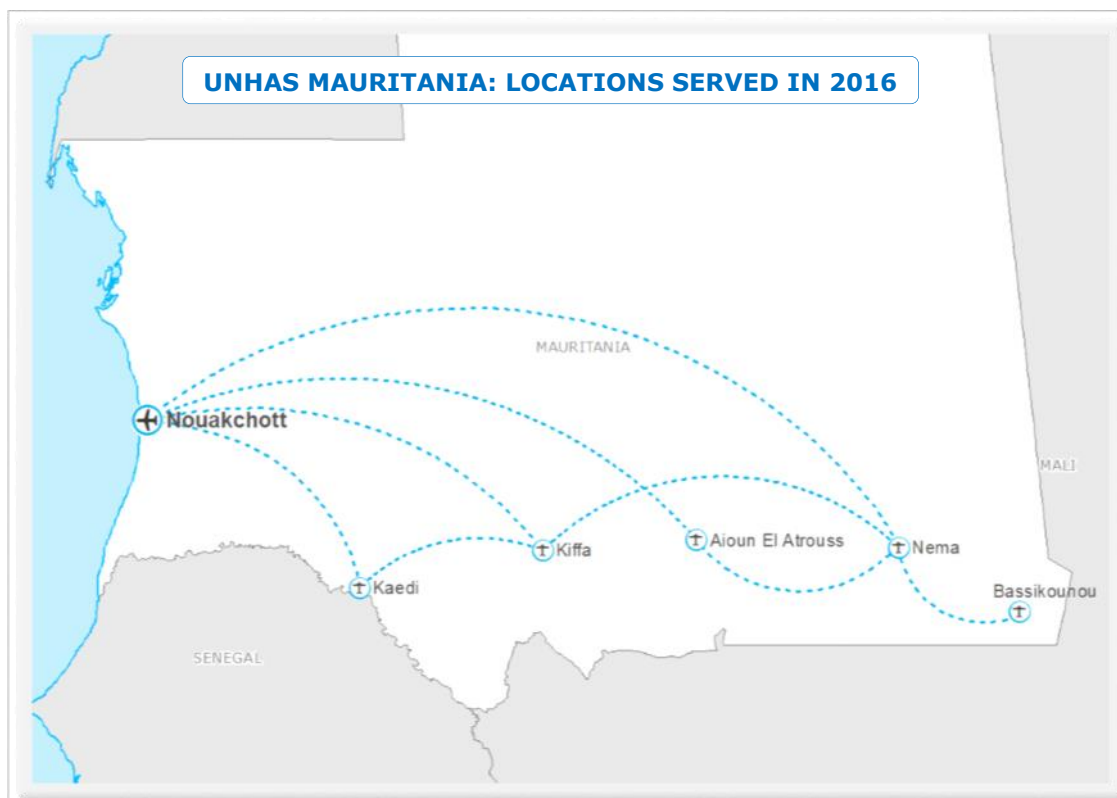 UNHAS MAURITANIA: LOCATIONS SERVED IN 2016
MAURITANIA
Nouakchott
MALI
Aioun El Atrouss
Nema
Kiffa
Kaedi
Bassikounou
SENEGAL